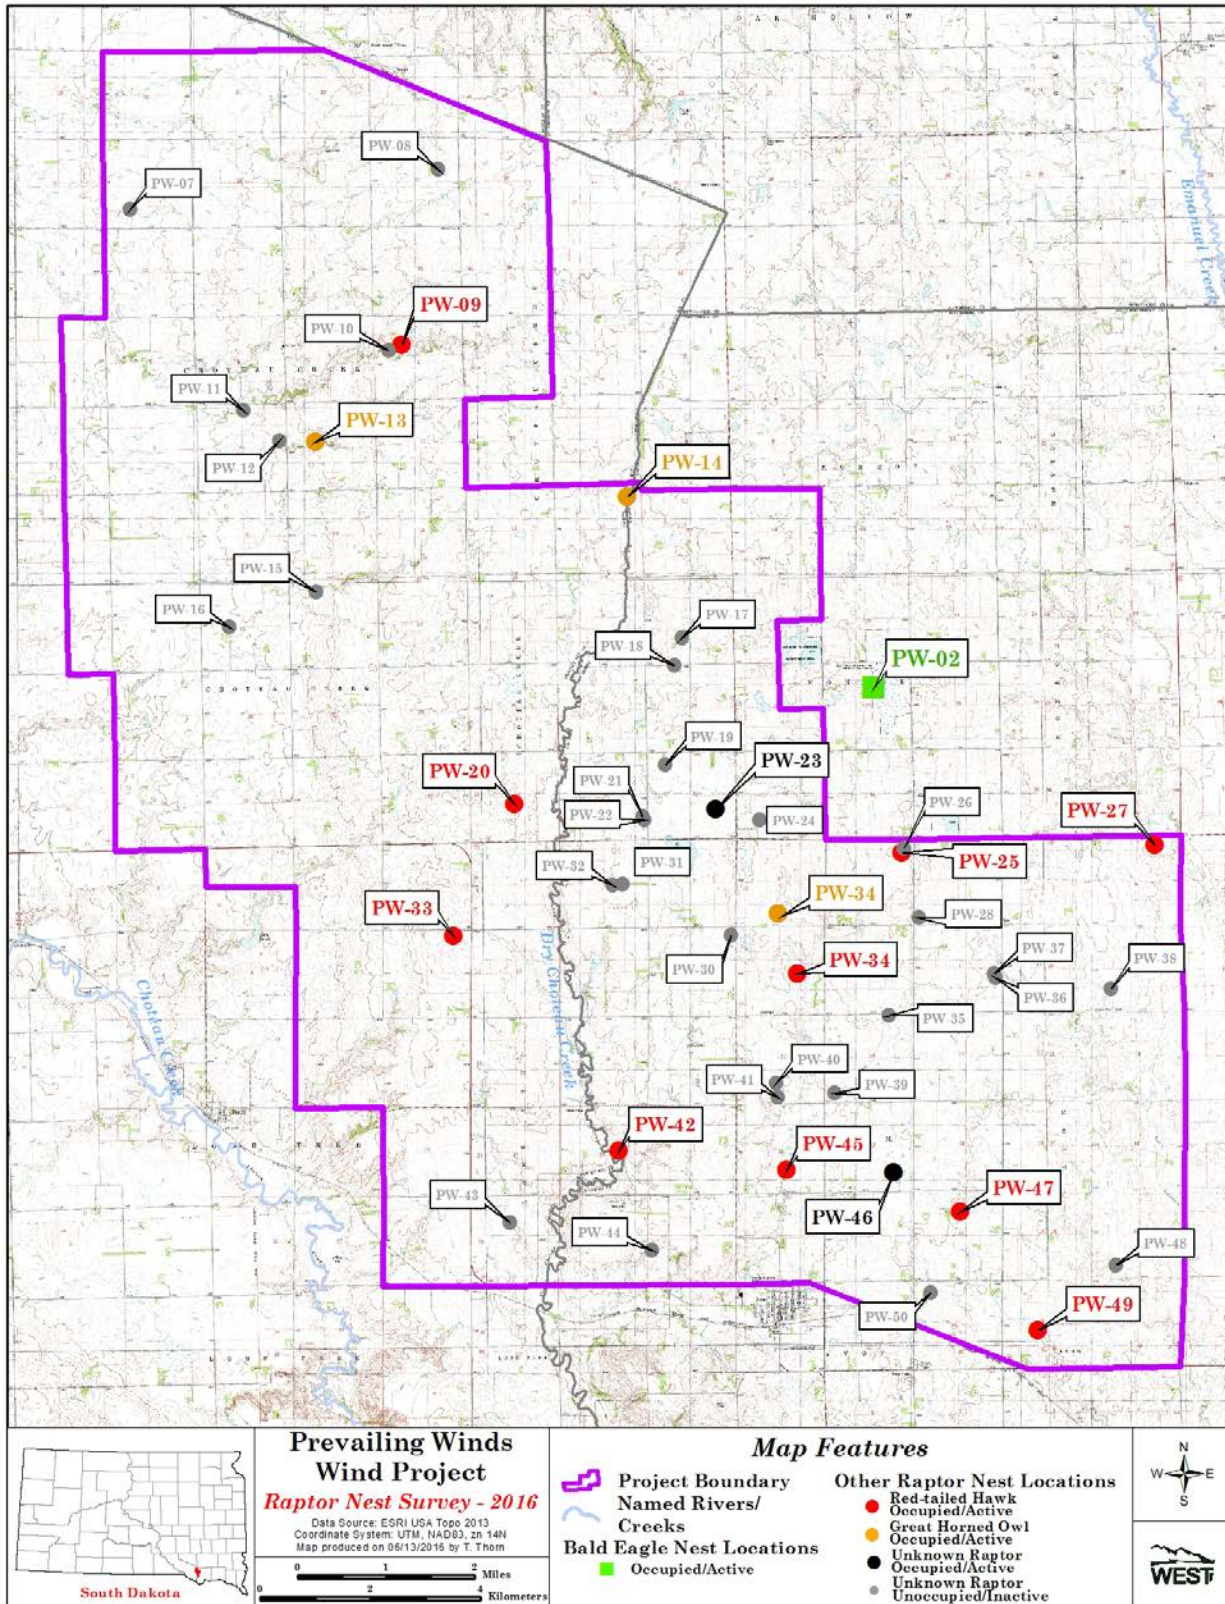 OAK HOLLOW
Emanuel Creek
PW-08
PW-07
PW-09
PW-10
CHOTEAU CREEK
PW-11
PW-13
PW-12
PW-14
PW-15
PW-16
PW-17
PW-18
PW-02
CHOTEAU CREEK
PW-19
PW-23
PW-20
PW-21
PW-22
PW-24
PW-26
PW-27
PW-25
PW-31
PW-32
PW-34
PW-33
PW-28
PW-37
PW-30
PW-34
PW-38
PW-36
Dry Choteau Creek
Choteau Creek
PW-35
PW-40
PW-41
PW-39
PW-42
PW-45
PW-43
PW-46
PW-47
PW-44
PW-48
PW-50
PW-49
Prevailing Winds
Wind Project
Raptor Nest Survey - 2016
Data Source: ESRI USA Topo 2013
Coordinate System: UTM, NAD83, zn 14N
Map produced on 06/13/2016 by T. Thorn
0 1 2
Miles
0 2 4
Kilometers
South Dakota
Map Features
Project Boundary
Named Rivers/
Creeks
Bald Eagle Nest Locations
Occupied/Active
Other Raptor Nest Locations
Red-tailed Hawk
Occupied/Active
Great Horned Owl
Occupied/Active
Unknown Raptor
Occupied/Active
Unknown Raptor
Unoccupied/Inactive
N
W E
S
WEST